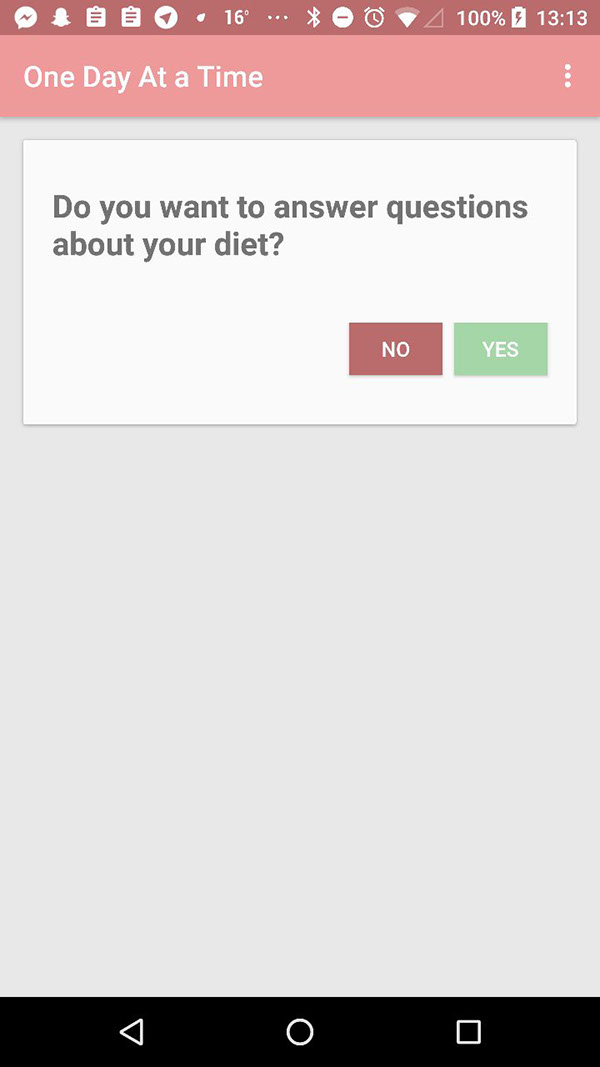 16° ... 100% 13:13
One Day At a Time
Do you want to answer questions
about your diet?
NO YES